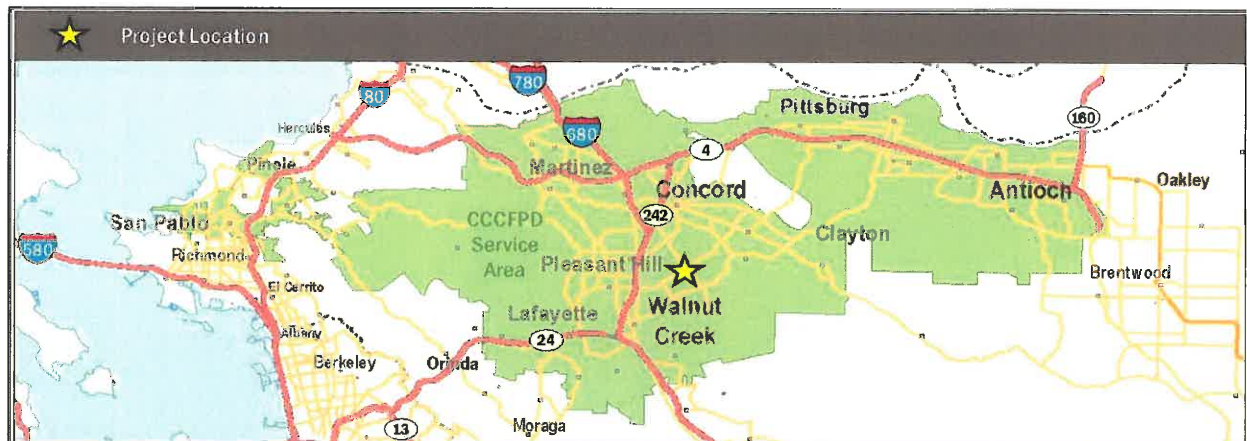 Project Location
780
80
680
Pittsburg
160
Hercules
4
Pinole
Martinez
Concord
Antioch
Oakley
San Pablo
CCCFPD
Service
Area
242
Clayton
580
Richmond
Pleasant Hill
Brentwood
El Cerrito
Walnut
Creek
Lafayette
Albany
24
Berkeley
Orinda
Moraga
13